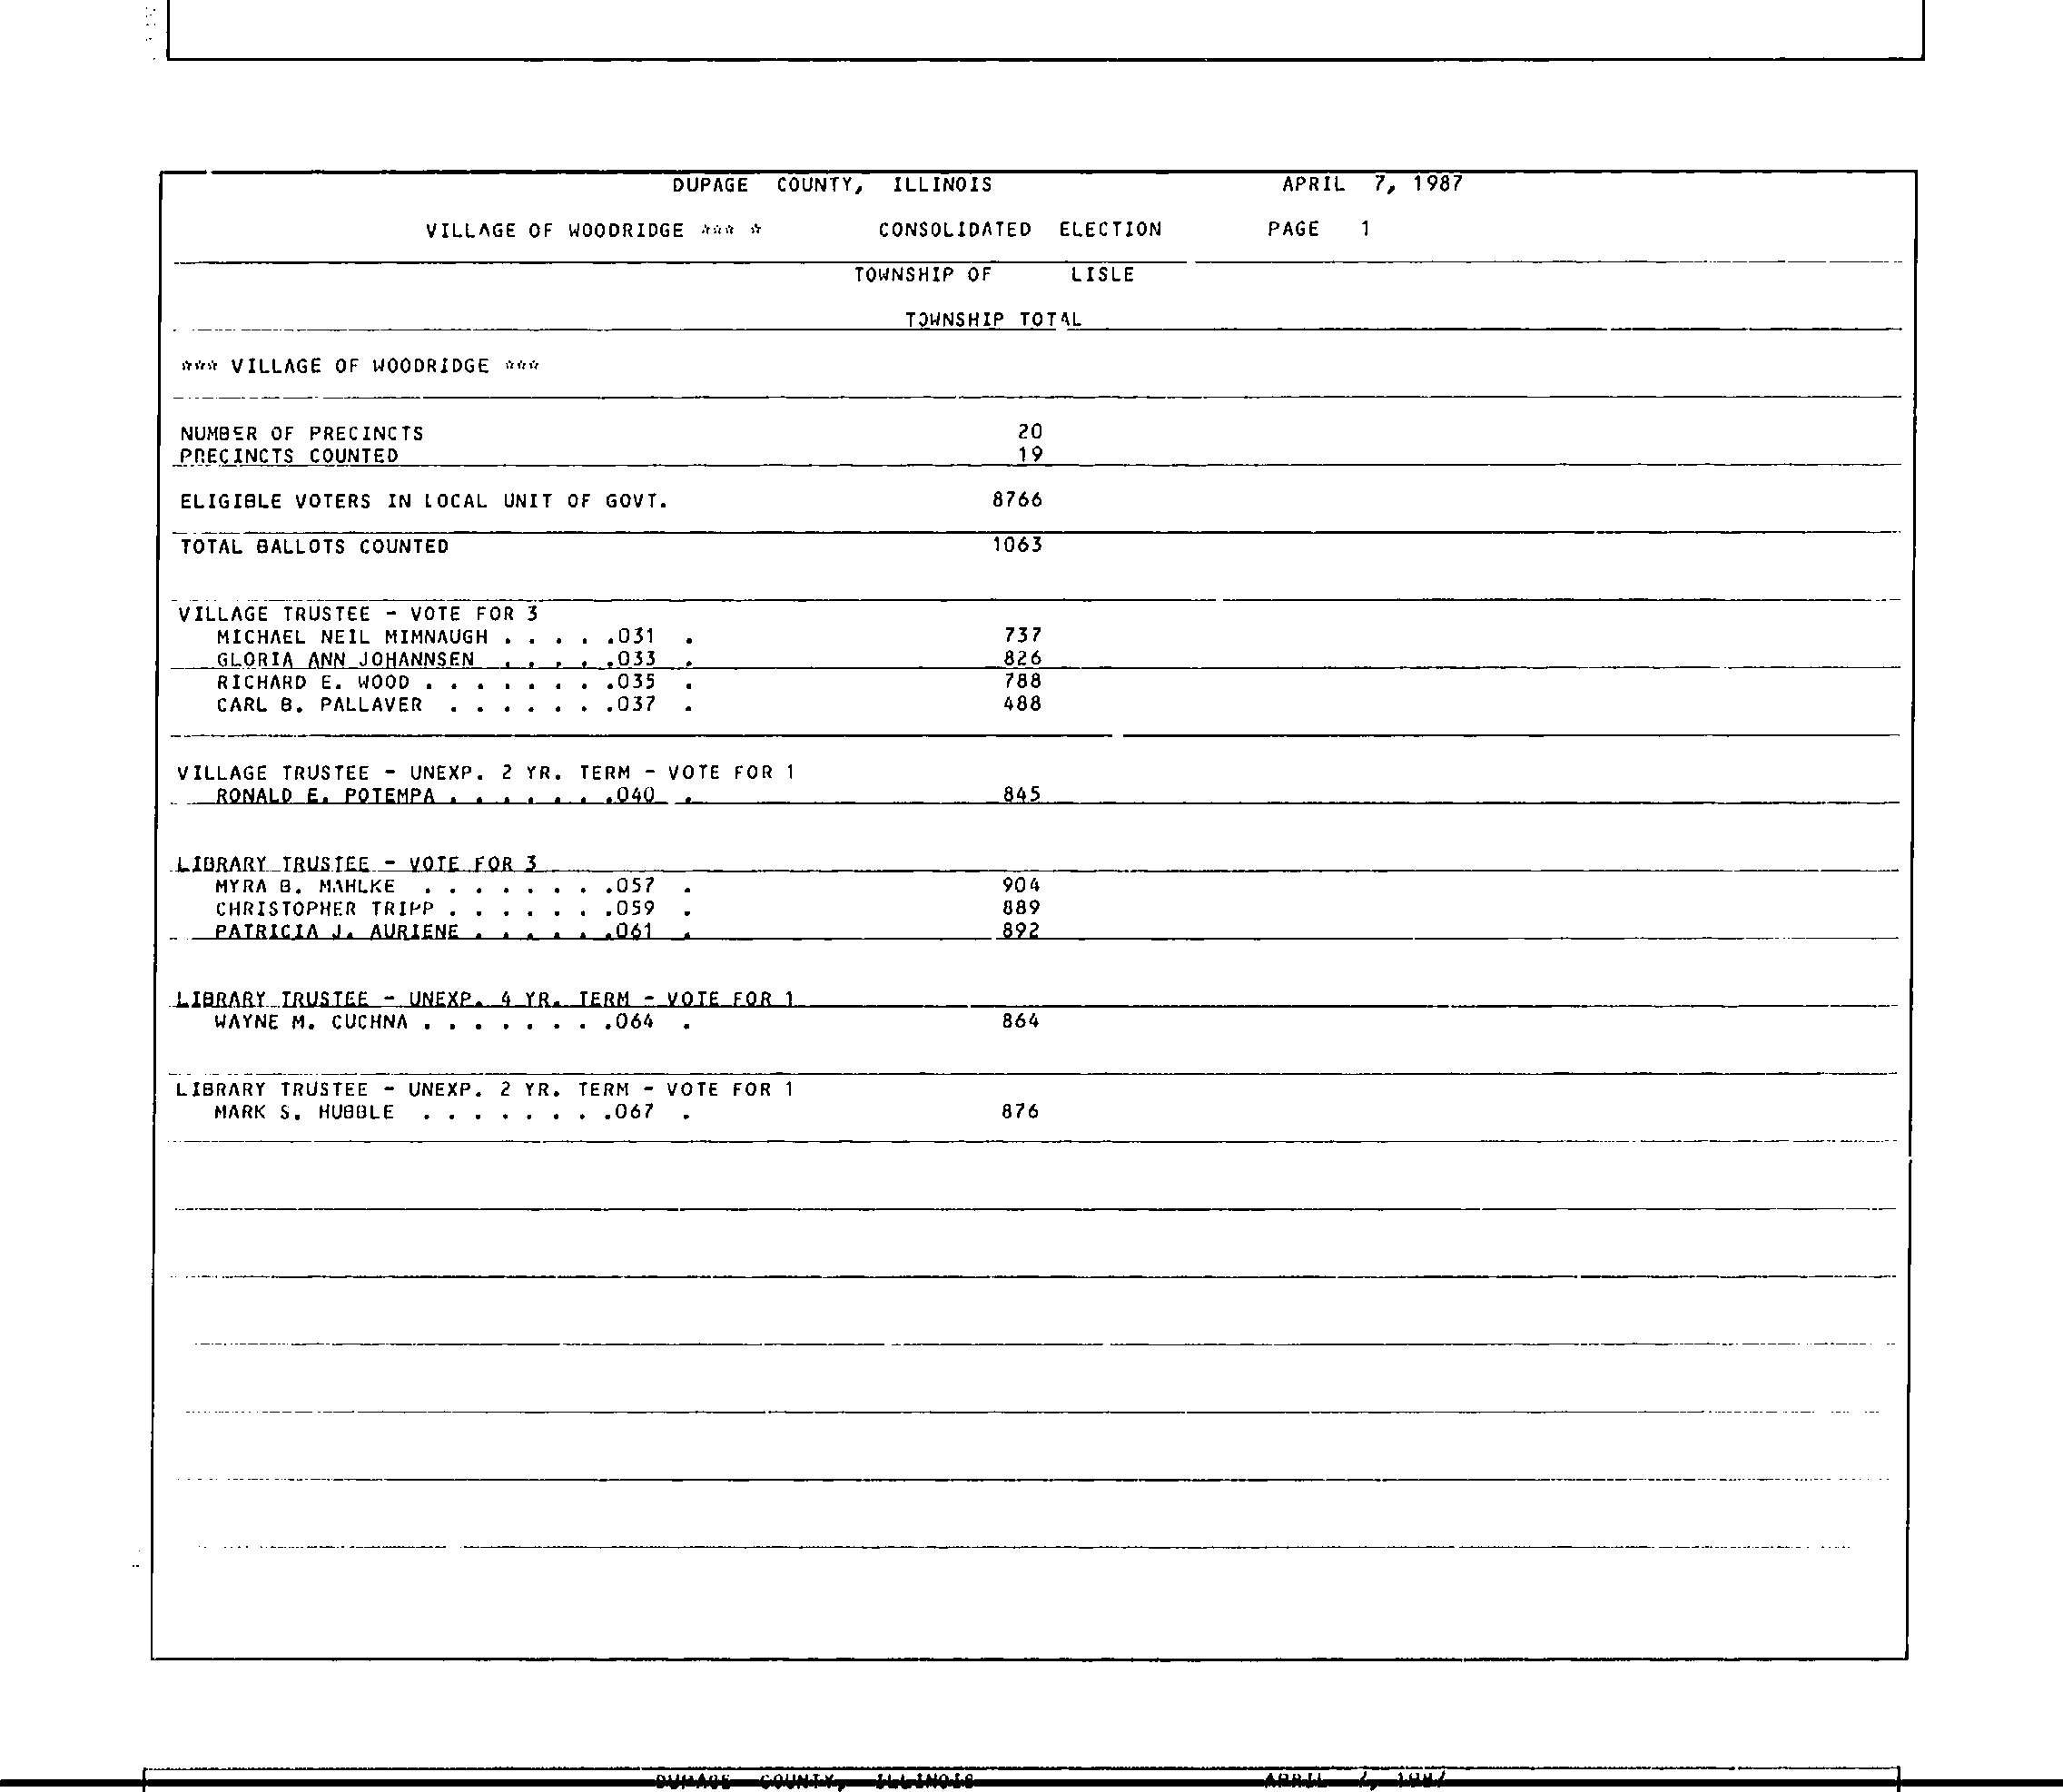 DUPAGE COUNTY, ILLINOIS APRIL 7, 1987
VILLAGE OF WOODRIDGE *** * CONSOLIDATED ELECTION PAGE 1
TOWNSHIP OF LISLE
TOWNSHIP TOTAL
*** VILLAGE OF WOODRIDGE ***
NUMBER OF PRECINCTS 20
PRECINCTS COUNTED 19
ELIGIBLE VOTERS IN LOCAL UNIT OF GOVT. 8766
TOTAL BALLOTS COUNTED 1063
VILLAGE TRUSTEE - VOTE FOR 3
MICHAEL NEIL MIMNAUGH . . . . .031 . 737
GLORIA ANN JOHANNSEN . . . . .033 . 826
RICHARD E. WOOD . . . . . . . .035 . 788
CARL B. PALLAVER . . . . . . .037 . 488
VILLAGE TRUSTEE - UNEXP. 2 YR. TERM - VOTE FOR 1
RONALD E. POTEMPA . . . . . . .040 . 845
LIBRARY TRUSTEE - VOTE FOR 3
MYRA B. MAHLKE . . . . . . . .057 . 904
CHRISTOPHER TRIPP . . . . . . .059 . 889
PATRICIA J. AURIENE . . . . . .061 . 892
LIBRARY TRUSTEE - UNEXP. 4 YR. TERM - VOTE FOR 1
WAYNE M. CUCHNA . . . . . . . .064 . 864
LIBRARY TRUSTEE - UNEXP. 2 YR. TERM - VOTE FOR 1
MARK S. HUBBLE . . . . . . . .067 . 876
DUPAGE COUNTY, ILLINOIS APRIL 7, 1987